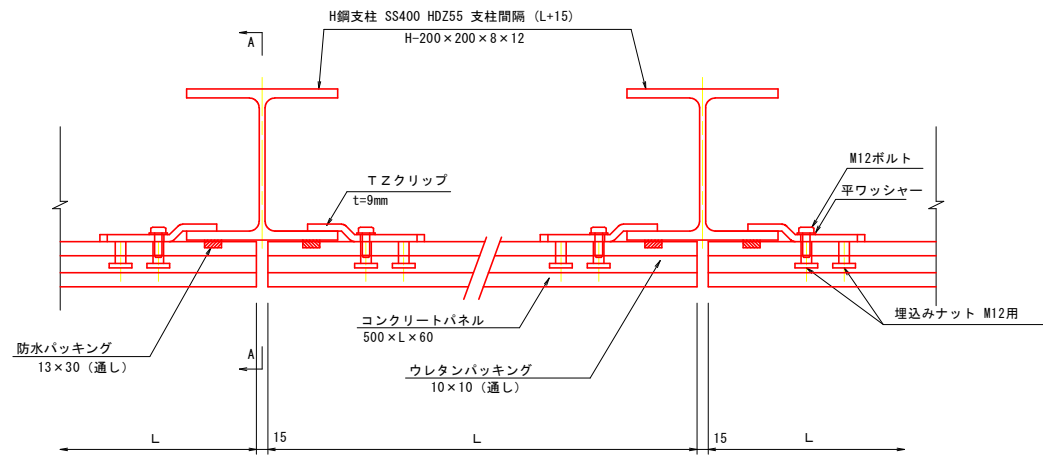 H鋼支柱 SS400 HDZ55 支柱間隔 (L+15)
H-200×200×8×12
A
M12ボルト
平ワッシャー
TZクリップ
t=9mm
埋込みナット M12用
コンクリートパネル
500×L×60
防水パッキング
13×30 (通し)
A
ウレタンパッキング
10×10 (通し)
L
15
L
15
L